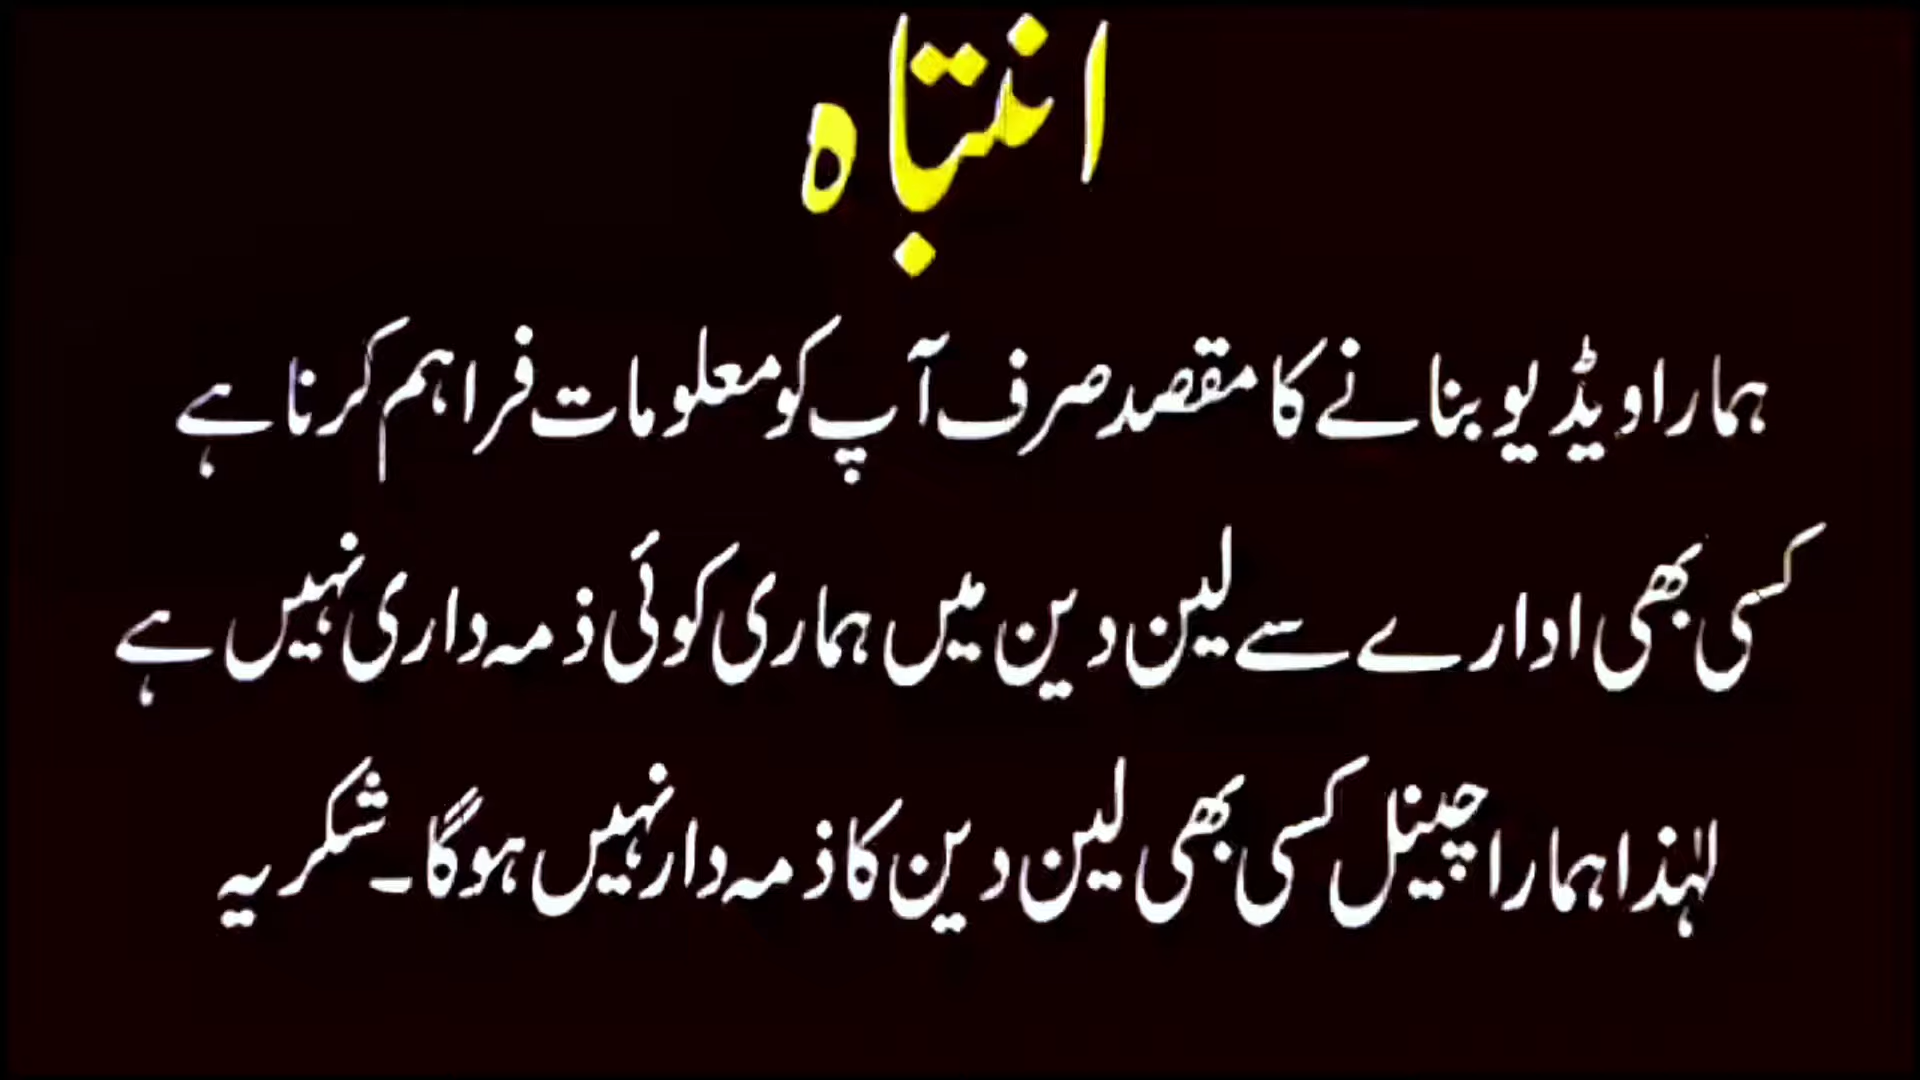 انتباہ
ہمارا ویڈیو بنانے کا مقصد صرف آپ کو معلومات فراہم کرنا ہے
کسی بھی ادارے سے لین دین میں ہماری کوئی ذمہ داری نہیں ہے
لہٰذا ہمارا چینل کسی بھی لین دین کا ذمہ دار نہیں ہوگا۔ شکریہ